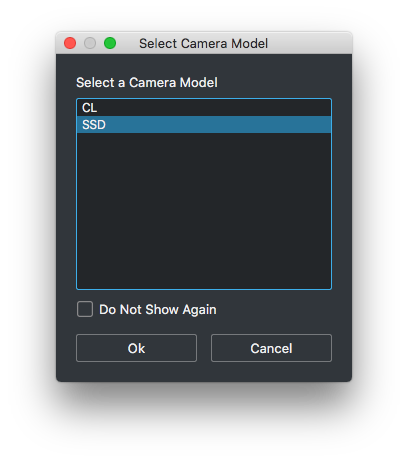 Select Camera Model
Select a Camera Model
CL
SSD
Do Not Show Again
Ok
Cancel